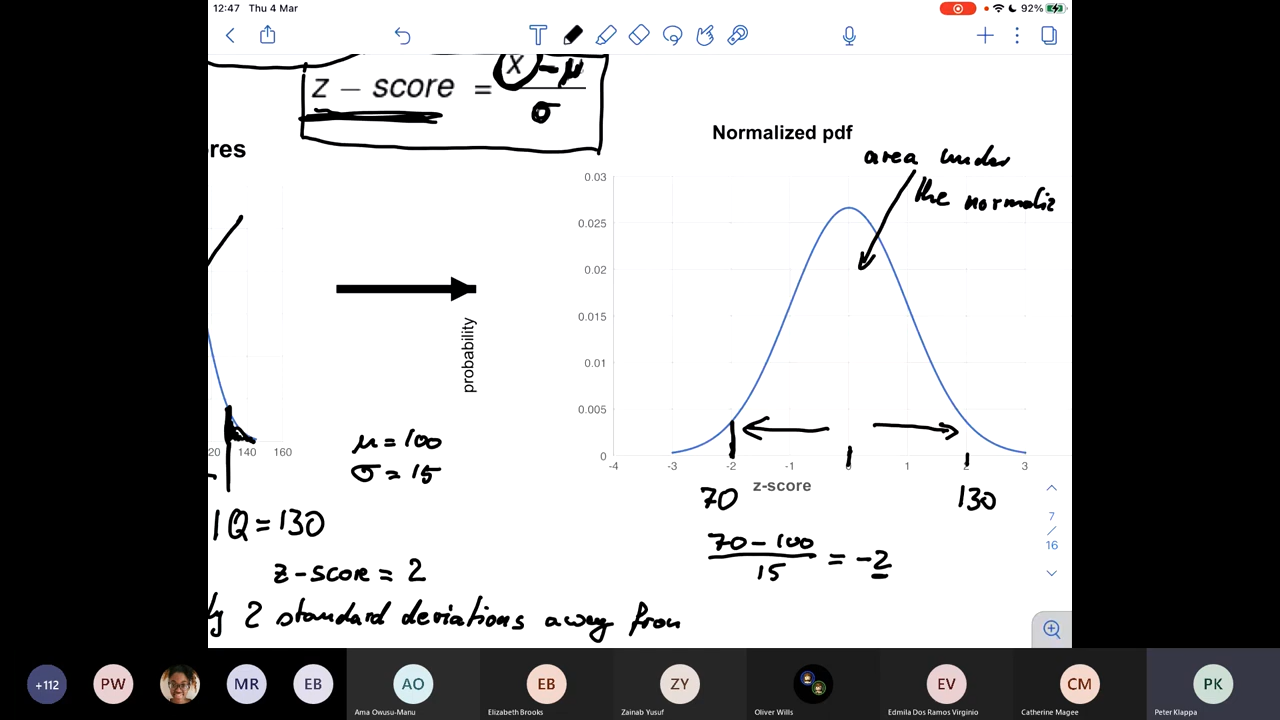 12:47 Thu 4 Mar
92%
z – score = x – μ
σ
res
Normalized pdf
area under
the normaliz
0.03
0.025
0.02
0.015
0.01
0.005
0
probability
-4 -3 -2 -1 0 1 2 3
z-score
20 140 160
μ = 100
σ = 15
70
130
IQ = 130
70 – 100
15
= -2
z-score = 2
ly 2 standard deviations away from
7
/
16
+112
PW
MR
EB
AO
Ama Owusu-Manu
EB
Elizabeth Brooks
ZY
Zainab Yusuf
Oliver Wills
EV
Edmila Dos Ramos Virginio
CM
Catherine Magee
PK
Peter Klappa